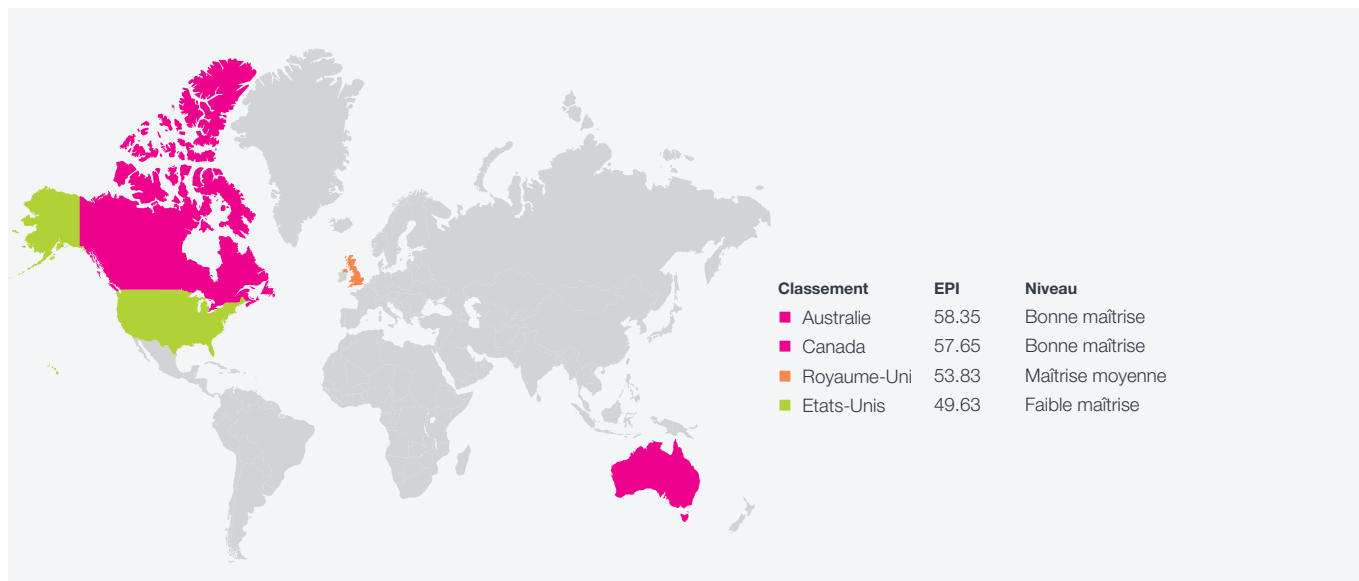 Classement EPI Niveau
Australie 58.35 Bonne maîtrise
Canada 57.65 Bonne maîtrise
Royaume-Uni 53.83 Maîtrise moyenne
Etats-Unis 49.63 Faible maîtrise